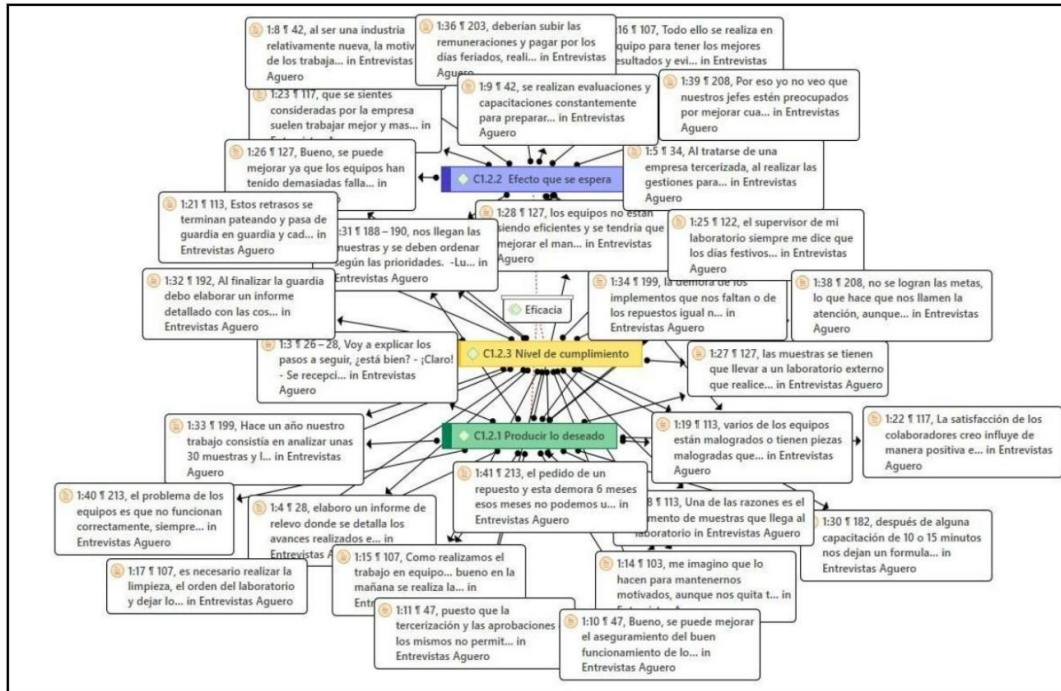 1:8 ¶ 42, al ser una industria
relativamente nueva, la motiv
de los trabaja... in Entrevistas
Aguero
1:36 ¶ 203, deberían subir las
remuneraciones y pagar por los
días feriados, reali... in
Entrevistas Aguero
:16 ¶ 107, Todo ello se realiza en
quipo para tener los mejores
esultados y evi...
1:39 ¶ 208, Por eso yo no veo que
nuestros jefes estén preocupados
por mejorar cua... in Entrevistas
Aguero
1:9 ¶ 42, se realizan evaluaciones y
capacitaciones constantemente
para preparar... in Entrevistas
Aguero
1:23 ¶ 117, que se sientes
consideradas por la empresa
suelen trabajar mejor y mas... in
1:26 ¶ 127, Bueno, se puede
mejorar ya que los equipos han
tenido demasiadas falla... in
Entrevistas Aguero
1:5 ¶ 34, Al tratarse de una
empresa tercerizada, al realizar las
gestiones para... in Entrevistas
Aguero
C1.2.2 Efecto que se espera
1:21 ¶ 113, Estos retrasos se
terminan pateando y pasa de
guardia en guardia y cad... in
Entrevistas Aguero
1:28 ¶ 127, los equipos no están
siendo eficientes y se tendría que
mejorar el man... in Entrevistas
Aguero
1:25 ¶ 122, el supervisor de mi
laboratorio siempre me dice que
los días festivos... in Entrevistas
Aguero
:31 ¶ 188 – 190, nos llegan las
muestras y se deben ordenar
según las prioridades. -Lu... in
Entrevistas Aguero
1:32 ¶ 192, Al finalizar la guardia
debo elaborar un informe
detallado con las cos... in
Entrevistas Aguero
1:34 ¶ 199, la demora de los
implementos que nos faltan o de
los repuestos igual n... in
Entrevistas Aguero
1:38 ¶ 208, no se logran las metas,
lo que hace que nos llamen la
atención, aunque... in Entrevistas
Aguero
Eficacia
1:3 ¶ 26 – 28, Voy a explicar los
pasos a seguir, ¿está bien? - ¡Claro!
- Se recepci... in Entrevistas
Aguero
C1.2.3 Nivel de cumplimiento
1:27 ¶ 127, las muestras se tienen
que llevar a un laboratorio externo
que realice... in Entrevistas
Aguero
1:33 ¶ 199, Hace un año nuestro
trabajo consistía en analizar unas
30 muestras y l... in Entrevistas
Aguero
C1.2.1 Producir lo deseado
1:19 ¶ 113, varios de los equipos
están malogrados o tienen piezas
malogradas que... in Entrevistas
Aguero
1:22 ¶ 117, La satisfacción de los
colaboradores creo influye de
manera positiva e... in Entrevistas
Aguero
1:41 ¶ 213, el pedido de un
repuesto y esta demora 6 meses
esos meses no podemos u... in
Entrevistas Aguero
1:40 ¶ 213, el problema de los
equipos es que no funcionan
correctamente, siempre... in
Entrevistas Aguero
1:4 ¶ 28, elaboro un informe de
relevo donde se detalla los
avances realizados e... in
8 ¶ 113, Una de las razones es el
mento de muestras que llega al
laboratorio in Entrevistas Aguero
1:30 ¶ 182, después de alguna
capacitación de 10 o 15 minutos
nos dejan un formula... in
Entrevistas Aguero
1:17 ¶ 107, es necesario realizar la
limpieza, el orden del laboratorio
y dejar lo... in Entrevistas Aguero
1:15 ¶ 107, Como realizamos el
trabajo en equipo... bueno en la
mañana se realiza la... in
1:14 ¶ 103, me imagino que lo
hacen para mantenernos
motivados, aunque nos quita t... in
1:11 ¶ 47, puesto que la
tercerización y las aprobaciones
los mismos no permit... in
Entrevistas Aguero
1:10 ¶ 47, Bueno, se puede mejorar
el aseguramiento del buen
funcionamiento de lo... in
Entrevistas Aguero